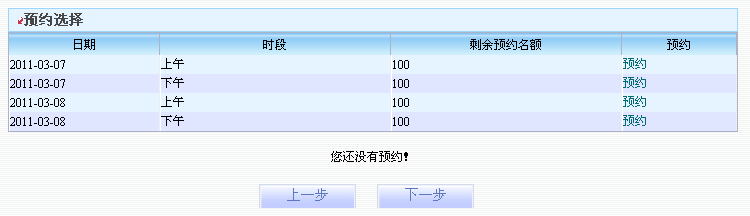 预约选择
日期 时段 剩余预约名额 预约
2011-03-07 上午 100 预约
2011-03-07 下午 100 预约
2011-03-08 上午 100 预约
2011-03-08 下午 100 预约
您还没有预约!
上一步 下一步